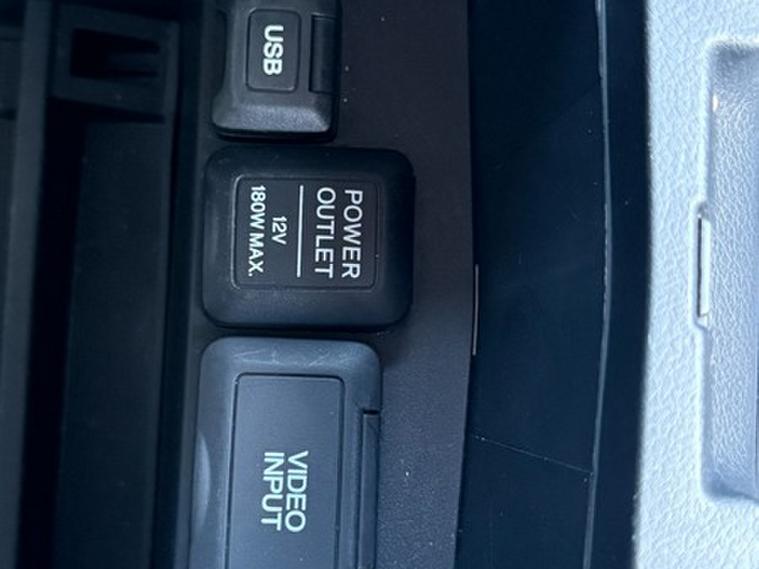 USB
POWER
OUTLET
12V
180W MAX.
VIDEO
INPUT